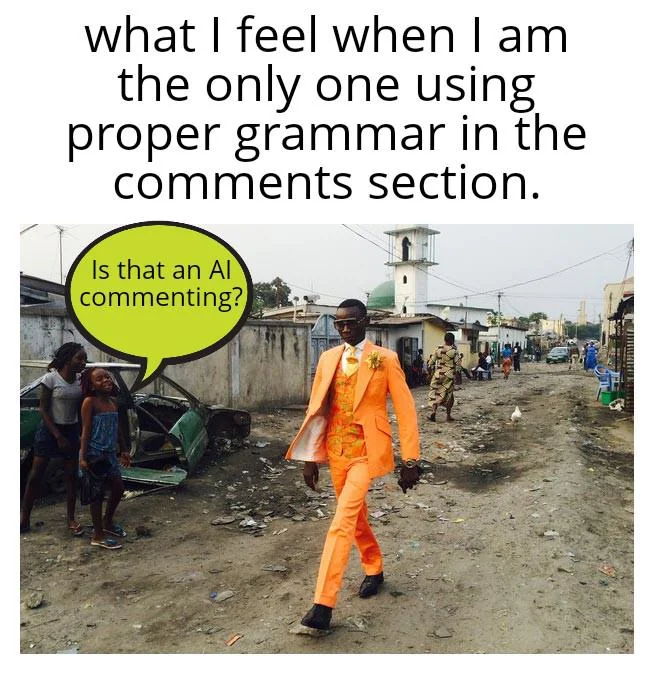 what I feel when I am
the only one using
proper grammar in the
comments section.
Is that an AI
commenting?